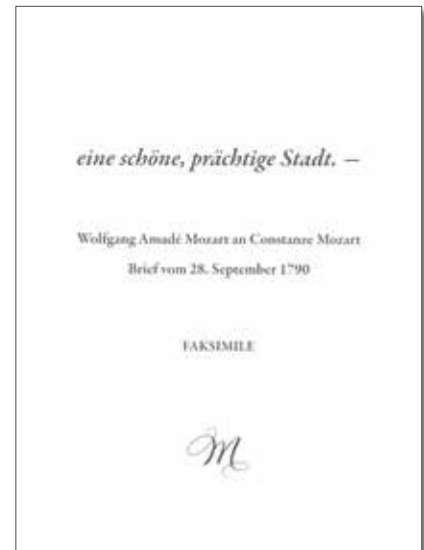 eine schöne, prächtige Stadt. —
Wolfgang Amadé Mozart an Constanze Mozart
Brief vom 28. September 1790
FAKSIMILE
M